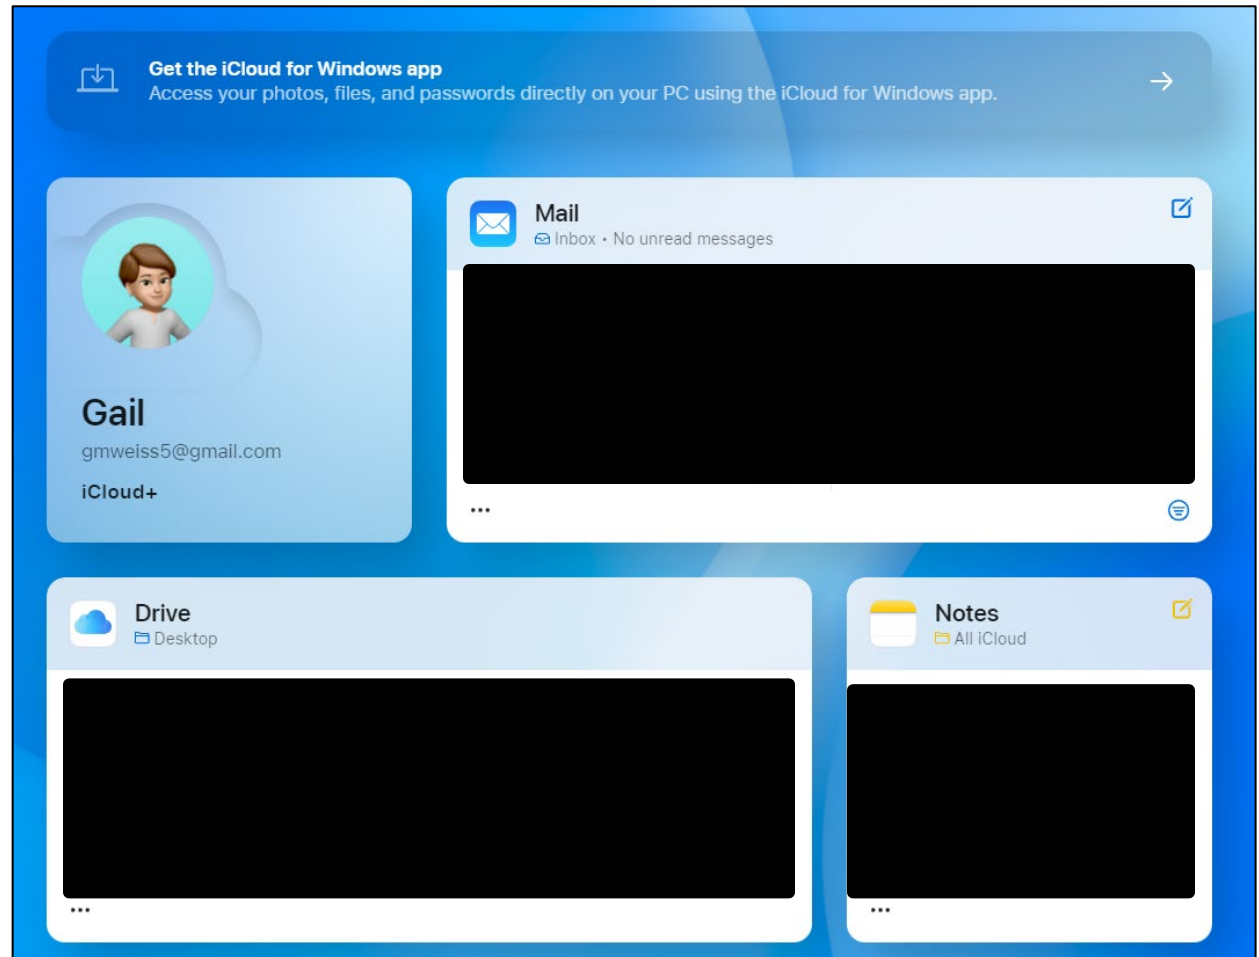 Get the iCloud for Windows app
Access your photos, files, and passwords directly on your PC using the iCloud for Windows app.
Gail
gmweiss5@gmail.com
iCloud+
Mail
Inbox • No unread messages
•••
Drive
Desktop
•••
Notes
All iCloud
•••